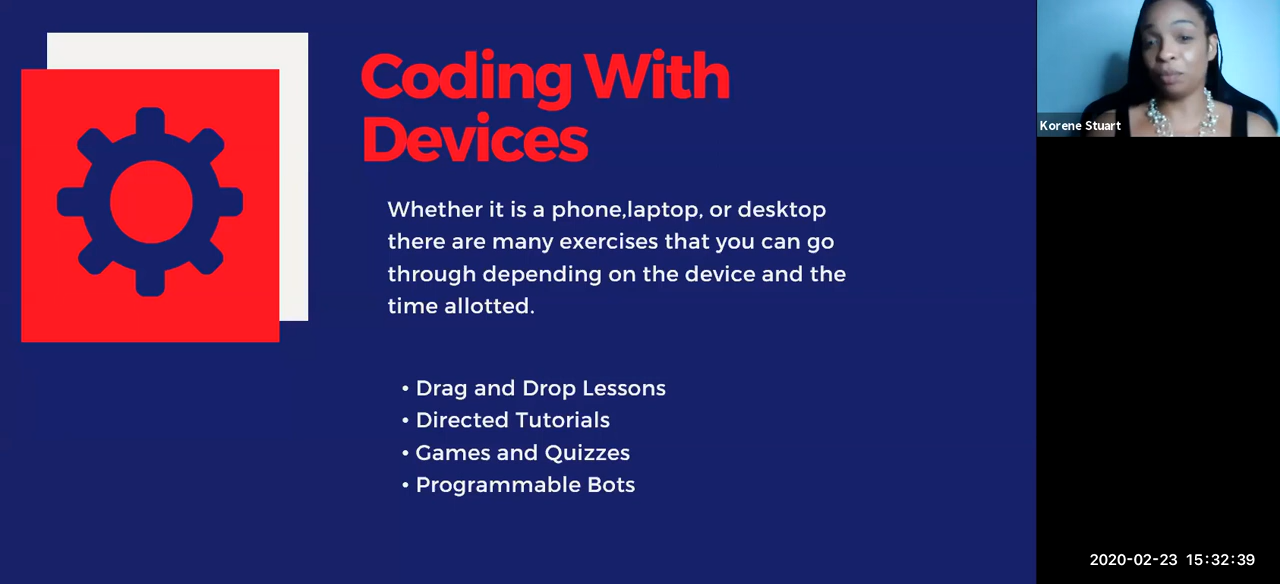 Coding With
Devices
Whether it is a phone,laptop, or desktop
there are many exercises that you can go
through depending on the device and the
time allotted.
• Drag and Drop Lessons
• Directed Tutorials
• Games and Quizzes
• Programmable Bots
Korene Stuart
2020-02-23 15:32:39